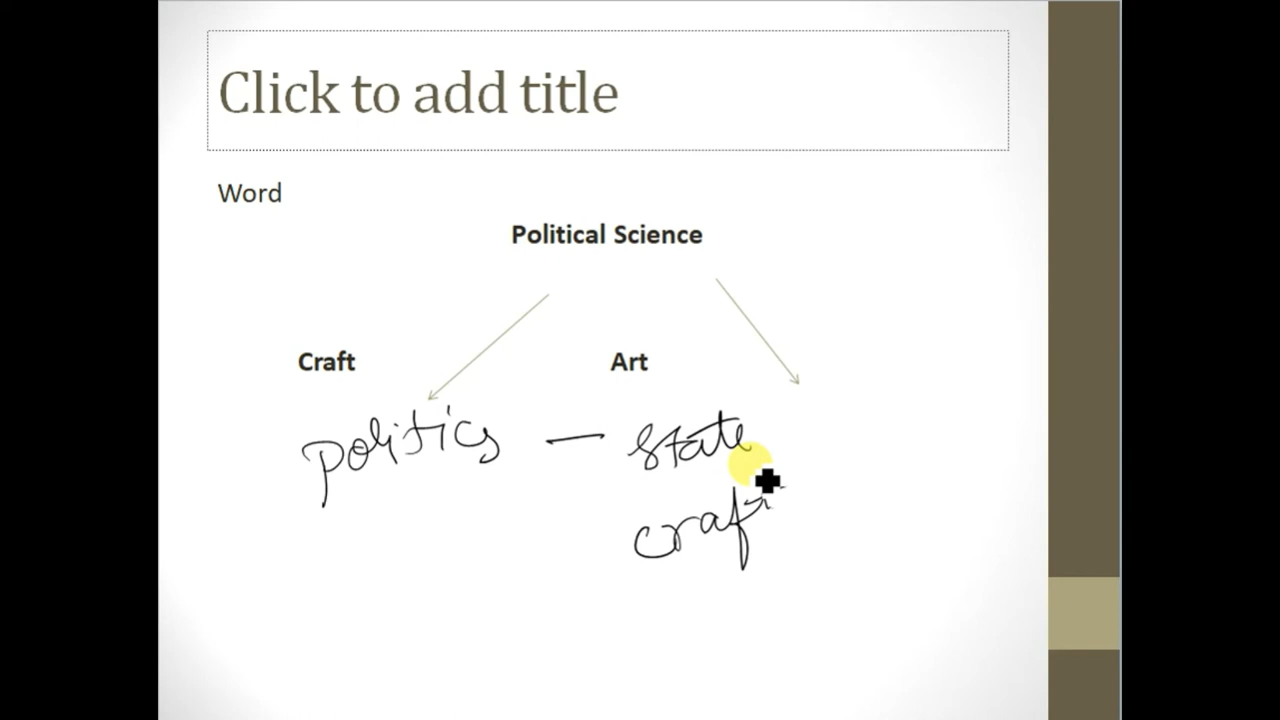 Click to add title
Word
Political Science
Craft Art
politics — state
craft